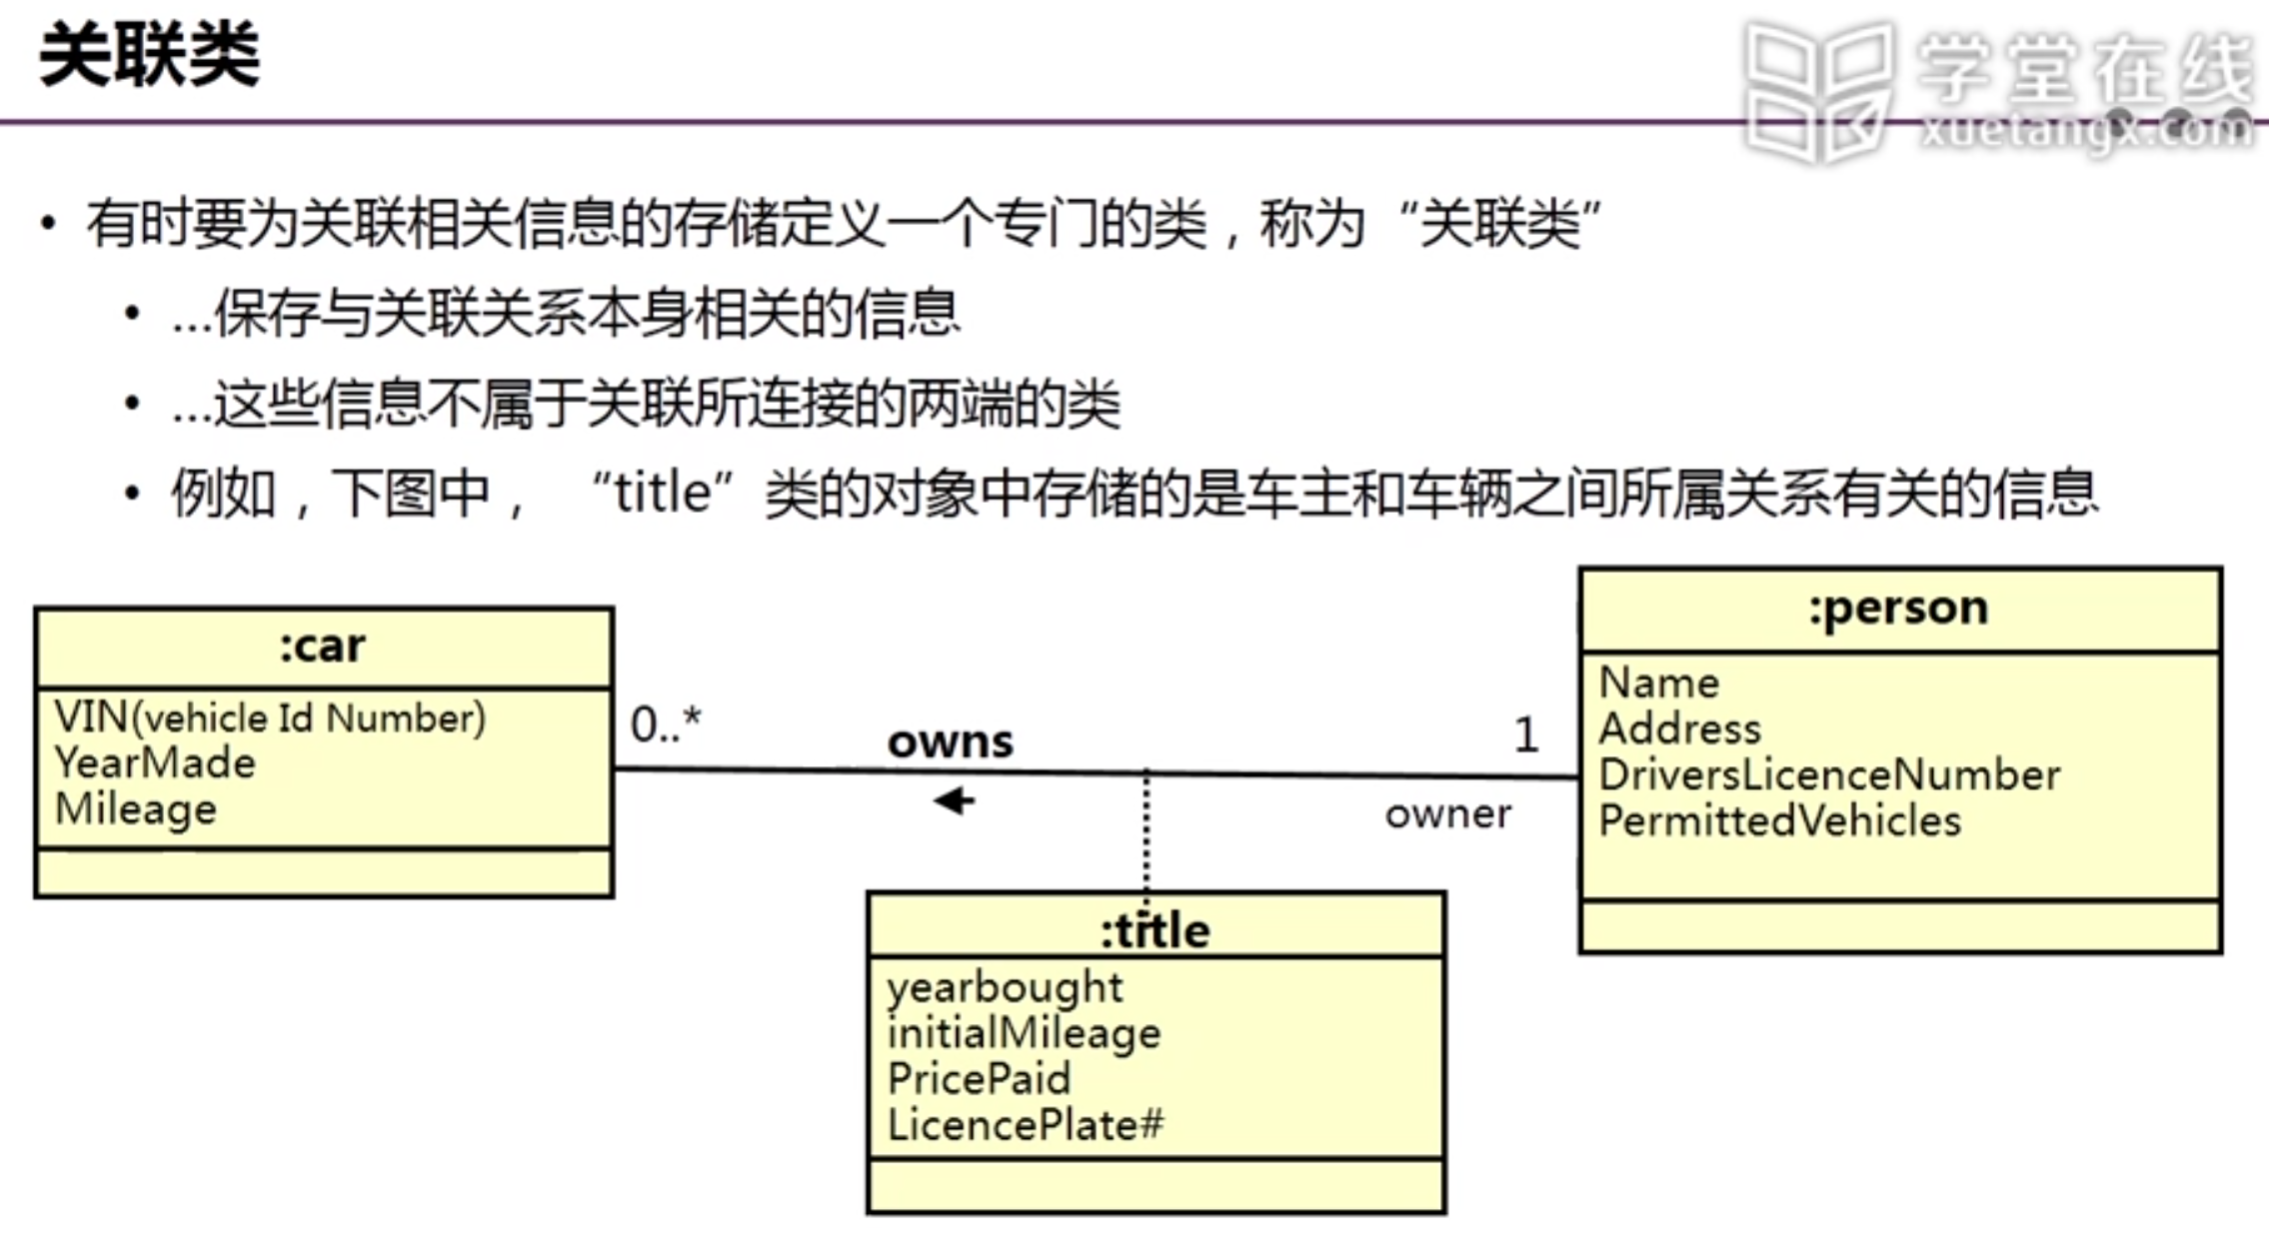 关联类
学堂在线
xuetangx.com
• 有时要为关联相关信息的存储定义一个专门的类，称为“关联类”
• …保存与关联关系本身相关的信息
• …这些信息不属于关联所连接的两端的类
• 例如，下图中，“title”类的对象中存储的是车主和车辆之间所属关系有关的信息
:car
VIN(vehicle Id Number)
YearMade
Mileage
0..*
owns
1
owner
:person
Name
Address
DriversLicenceNumber
PermittedVehicles
:title
yearbought
initialMileage
PricePaid
LicencePlate#